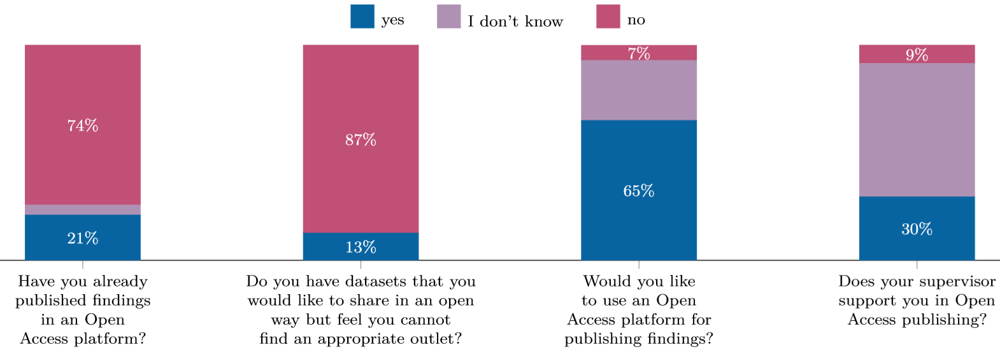 yes
I don't know
no
74%
21%
87%
13%
7%
65%
9%
30%
Have you already
published findings
in an Open
Access platform?
Do you have datasets that you
would like to share in an open
way but feel you cannot
find an appropriate outlet?
Would you like
to use an Open
Access platform for
publishing findings?
Does your supervisor
support you in Open
Access publishing?